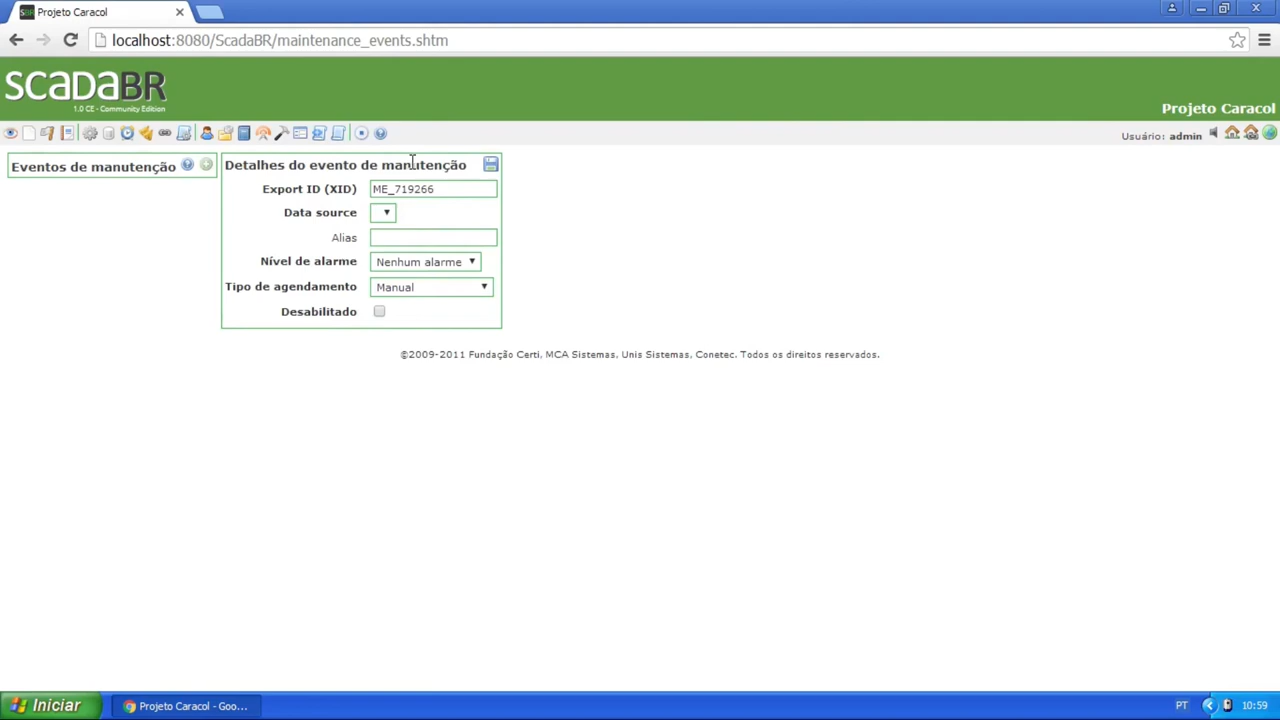 Projeto Caracol
localhost:8080/ScadaBR/maintenance_events.shtm
SCADABR
1.0 CE - Community Edition
Projeto Caracol
Usuário: admin
Eventos de manutenção
Detalhes do evento de manutenção
Export ID (XID) ME_719266
Data source
Alias
Nível de alarme Nenhum alarme
Tipo de agendamento Manual
Desabilitado
©2009-2011 Fundação Certi, MCA Sistemas, Unis Sistemas, Conetec. Todos os direitos reservados.
Iniciar
Projeto Caracol - Goo...
PT
10:59